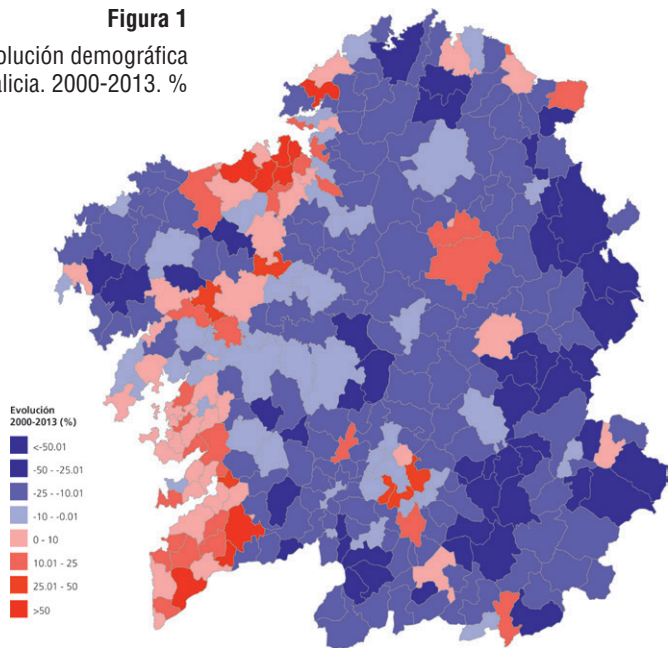 Figura 1
olución demográfica
alicia. 2000-2013. %
Evolución
2000-2013 (%)
<-50.01
-50 - -25.01
-25 - -10.01
-10 - -0.01
0 - 10
10.01 - 25
25.01 - 50
>50